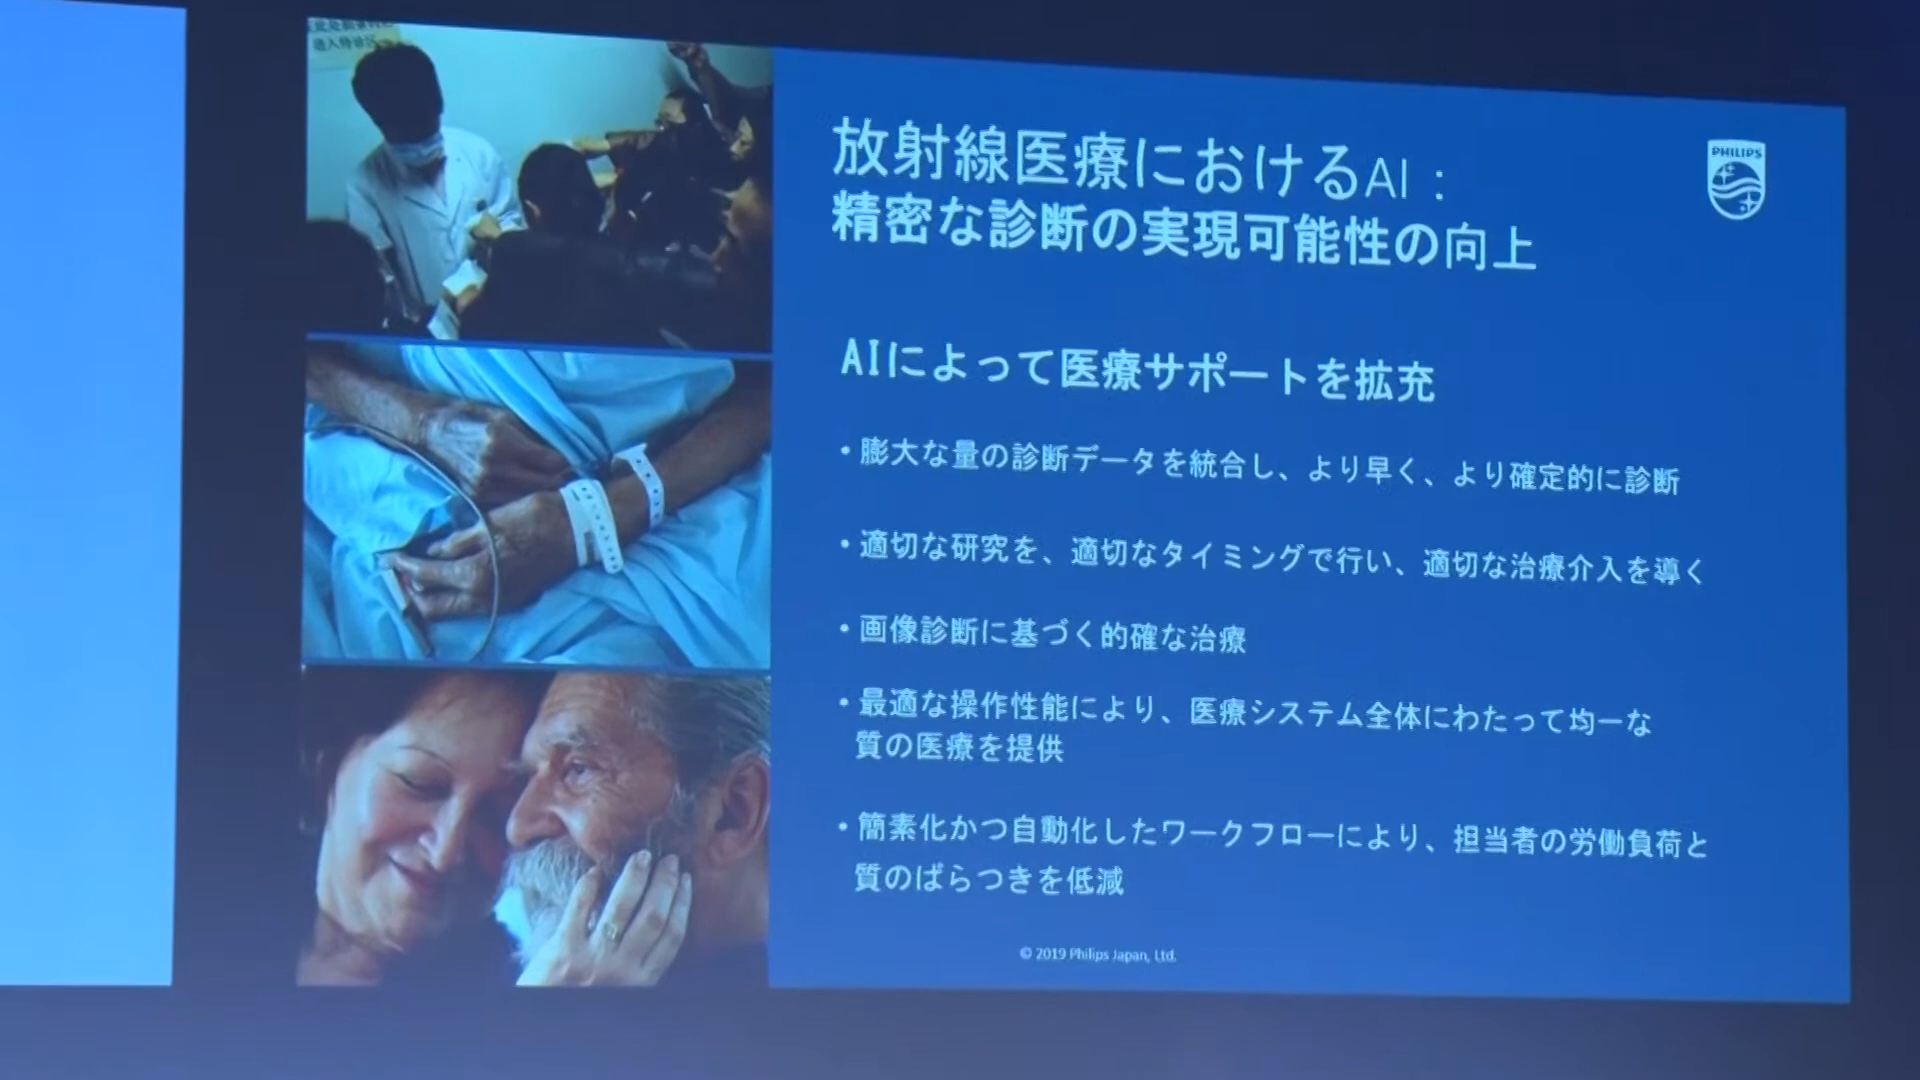 放射線医療におけるAI：
精密な診断の実現可能性の向上
PHILIPS
AIによって医療サポートを拡充
・膨大な量の診断データを統合し、より早く、より確定的に診断
・適切な研究を、適切なタイミングで行い、適切な治療介入を導く
・画像診断に基づく的確な治療
・最適な操作性能により、医療システム全体にわたって均一な
質の医療を提供
・簡素化かつ自動化したワークフローにより、担当者の労働負荷と
質のばらつきを低減
© 2019 Philips Japan, Ltd.